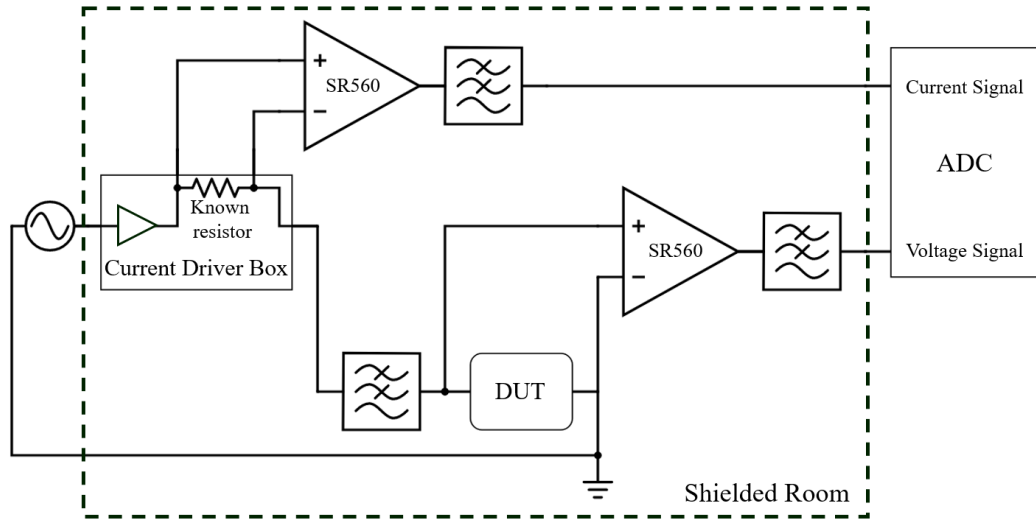 SR560
Current Signal
ADC
Known
resistor
Current Driver Box
SR560
Voltage Signal
DUT
Shielded Room